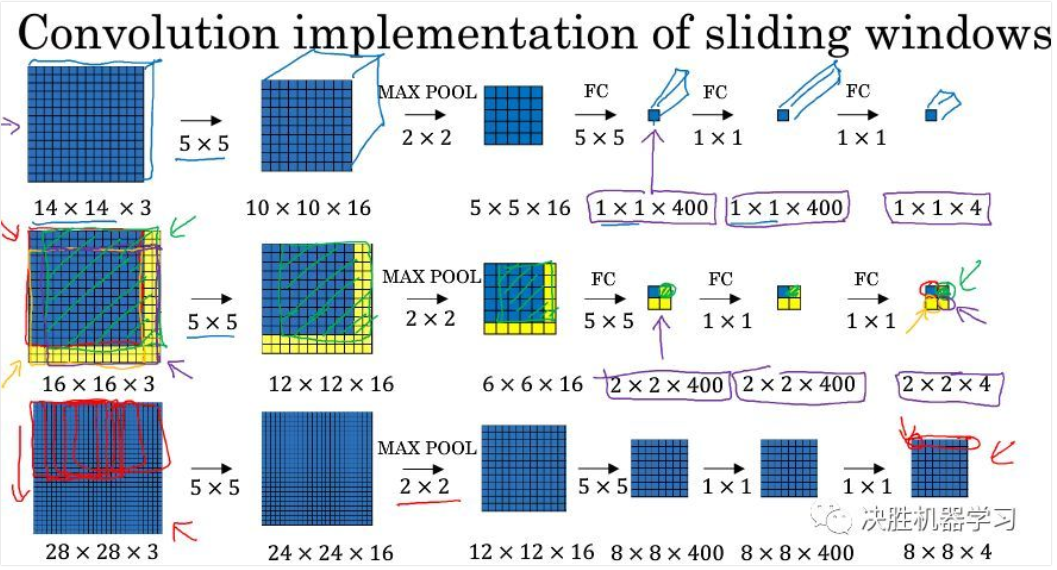 Convolution implementation of sliding windows
MAX POOL FC FC FC
5 × 5 2 × 2 5 × 5 1 × 1 1 × 1
14 × 14 × 3 10 × 10 × 16 5 × 5 × 16 1 × 1 × 400 1 × 1 × 400 1 × 1 × 4
MAX POOL FC FC FC
5 × 5 2 × 2 5 × 5 1 × 1 1 × 1
16 × 16 × 3 12 × 12 × 16 6 × 6 × 16 2 × 2 × 400 2 × 2 × 400 2 × 2 × 4
MAX POOL
5 × 5 2 × 2 5 × 5 1 × 1 1 × 1
决胜机器学习
28 × 28 × 3 24 × 24 × 16 12 × 12 × 16 8 × 8 × 400 8 × 8 × 400 8 × 8 × 4